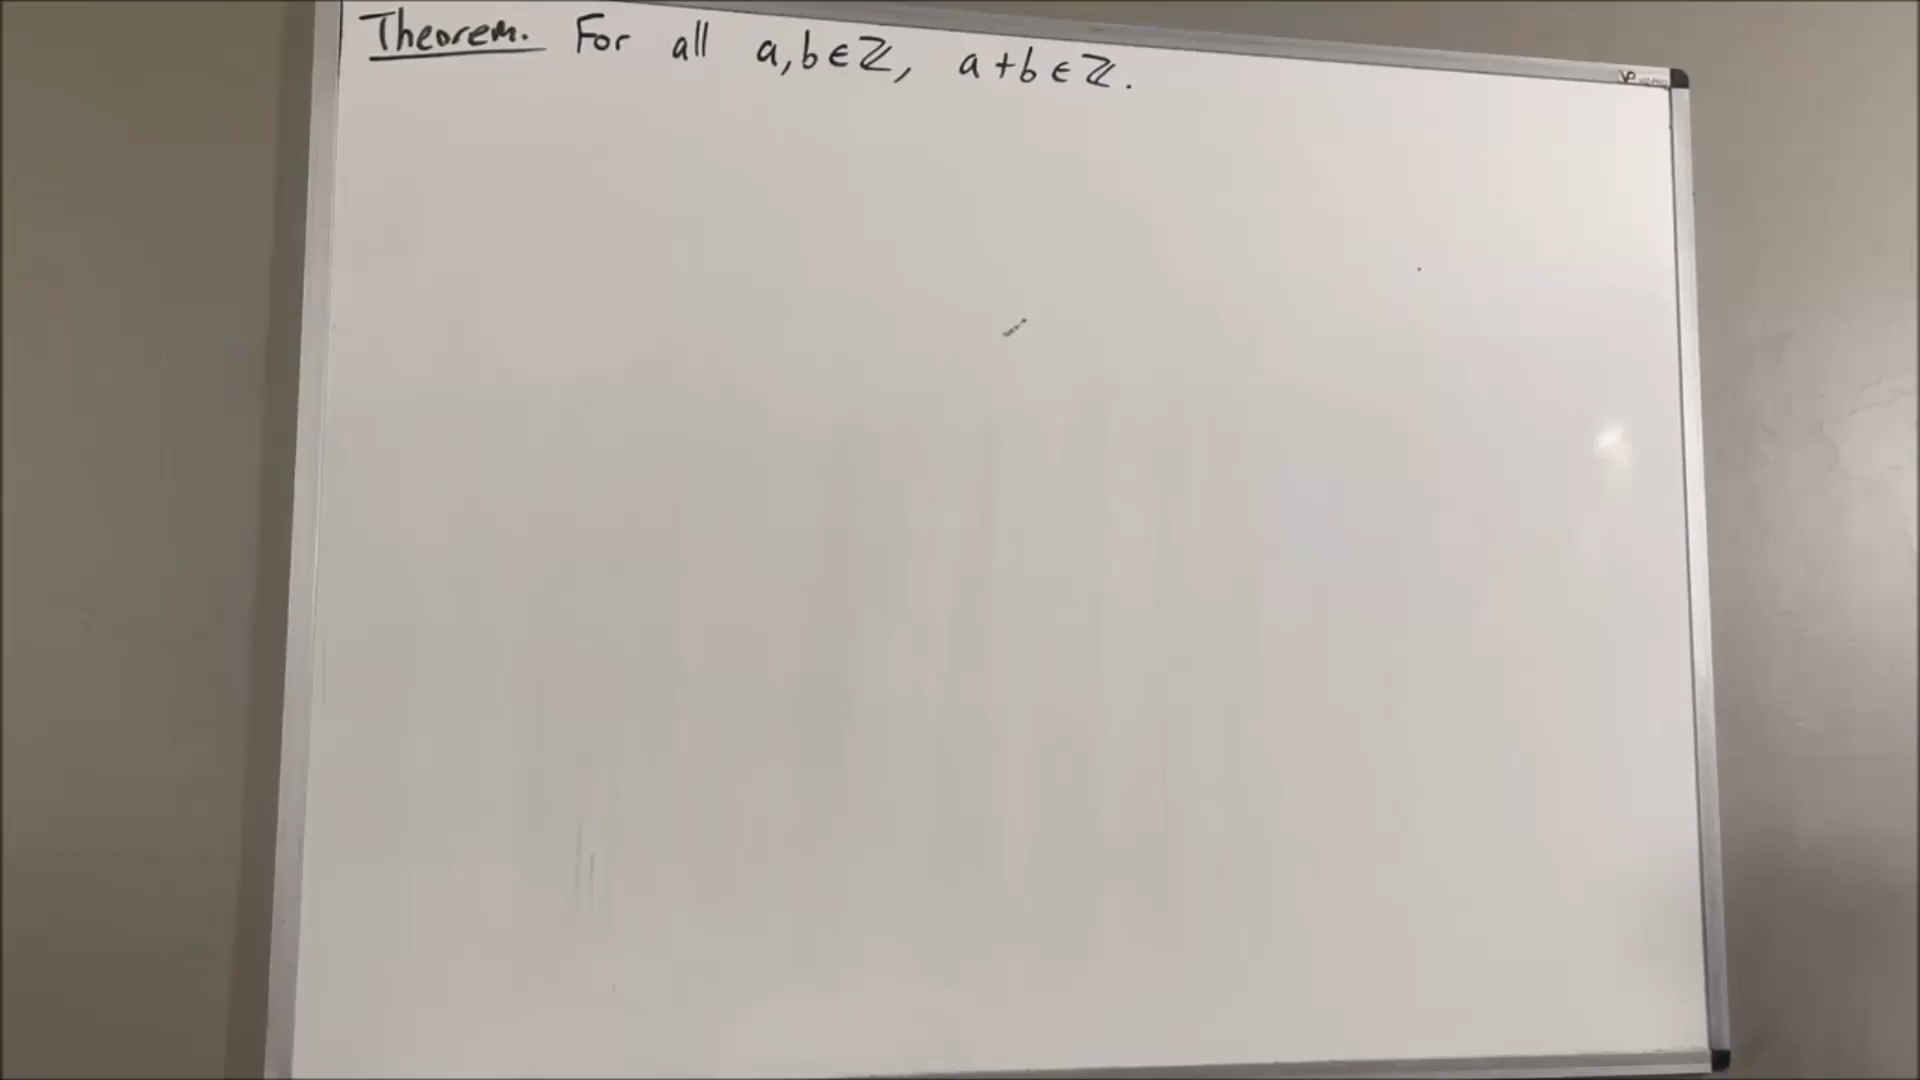 Theorem. For all a, b ∈ ℤ, a + b ∈ ℤ.